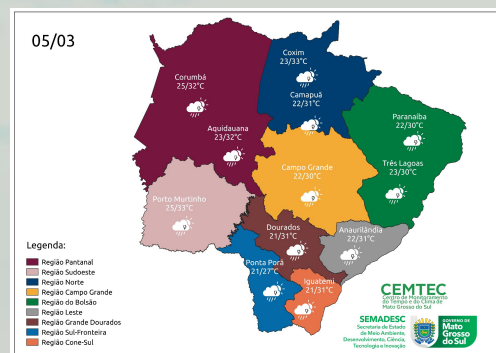 05/03
Coxim
23/33°C
Corumbá
25/32°C
Camapuã
22/31°C
Paranaíba
22/30°C
Aquidauana
23/32°C
Três Lagoas
23/30°C
Campo Grande
22/30°C
Porto Murtinho
25/33°C
Dourados
21/31°C
Anaurilândia
22/31°C
Ponta Porã
21/27°C
Iguatemi
21/31°C
Legenda:
Região Pantanal
Região Sudoeste
Região Norte
Região Campo Grande
Região do Bolsão
Região Leste
Região Grande Dourados
Região Sul-Fronteira
Região Cone-Sul
CEMTEC
Centro de Monitoramento
do Tempo e do Clima de
Mato Grosso do Sul
SEMADESC
Secretaria de Estado
de Meio Ambiente,
Desenvolvimento, Ciência,
Tecnologia e Inovação
GOVERNO DE
Mato
Grosso
do Sul